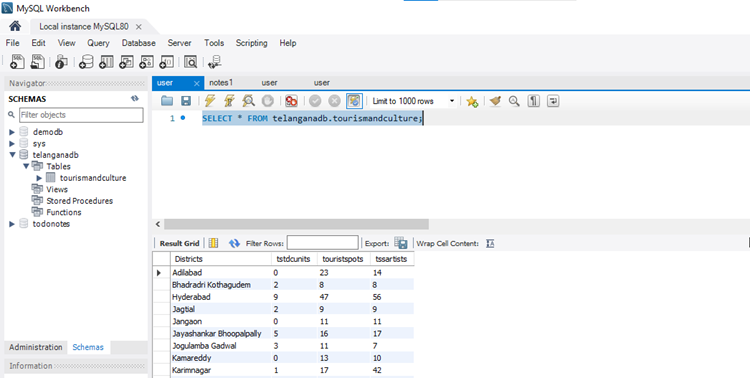 MySQL Workbench
Local instance MySQL80
File Edit View Query Database Server Tools Scripting Help
Navigator
SCHEMAS
Filter objects
demodb
sys
telanganadb
Tables
tourismandculture
Views
Stored Procedures
Functions
todonotes
Administration Schemas
Information
user notes1 user user
Limit to 1000 rows
1 SELECT * FROM telanganadb.tourismandculture;
Result Grid Filter Rows: Export: Wrap Cell Content:
Districts tstdcunits touristspots tssartists
Adilabad 0 23 14
Bhadradri Kothagudem 2 8 8
Hyderabad 9 47 56
Jagtial 2 9 9
Jangaon 0 11 11
Jayashankar Bhoopalpally 5 16 17
Jogulamba Gadwal 3 11 7
Kamareddy 0 13 10
Karimnagar 1 17 42